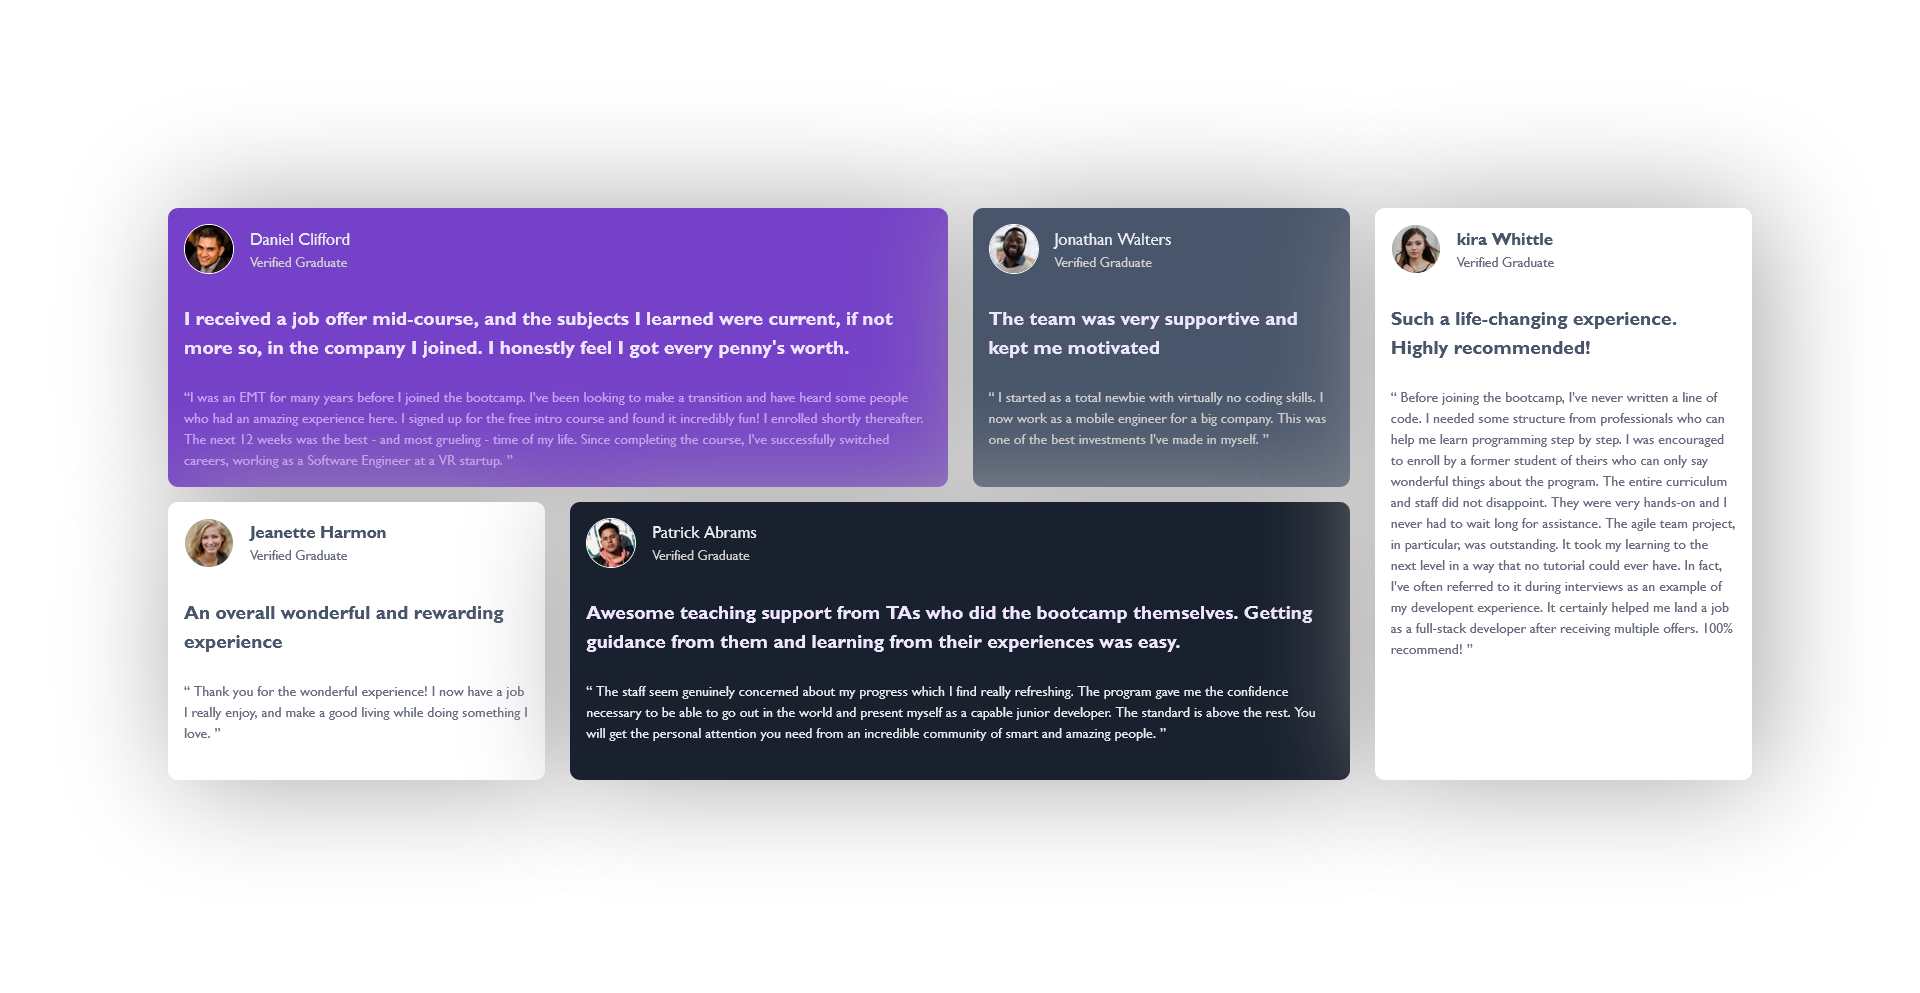 Daniel Clifford
Verified Graduate
I received a job offer mid-course, and the subjects I learned were current, if not
more so, in the company I joined. I honestly feel I got every penny's worth.
“I was an EMT for many years before I joined the bootcamp. I've been looking to make a transition and have heard some people
who had an amazing experience here. I signed up for the free intro course and found it incredibly fun! I enrolled shortly thereafter.
The next 12 weeks was the best - and most grueling - time of my life. Since completing the course, I've successfully switched
careers, working as a Software Engineer at a VR startup. ”
Jonathan Walters
Verified Graduate
The team was very supportive and
kept me motivated
“ I started as a total newbie with virtually no coding skills. I
now work as a mobile engineer for a big company. This was
one of the best investments I've made in myself. ”
kira Whittle
Verified Graduate
Such a life-changing experience.
Highly recommended!
“ Before joining the bootcamp, I've never written a line of
code. I needed some structure from professionals who can
help me learn programming step by step. I was encouraged
to enroll by a former student of theirs who can only say
wonderful things about the program. The entire curriculum
and staff did not disappoint. They were very hands-on and I
never had to wait long for assistance. The agile team project,
in particular, was outstanding. It took my learning to the
next level in a way that no tutorial could ever have. In fact,
I've often referred to it during interviews as an example of
my developent experience. It certainly helped me land a job
as a full-stack developer after receiving multiple offers. 100%
recommend! ”
Jeanette Harmon
Verified Graduate
An overall wonderful and rewarding
experience
“ Thank you for the wonderful experience! I now have a job
I really enjoy, and make a good living while doing something I
love. ”
Patrick Abrams
Verified Graduate
Awesome teaching support from TAs who did the bootcamp themselves. Getting
guidance from them and learning from their experiences was easy.
“ The staff seem genuinely concerned about my progress which I find really refreshing. The program gave me the confidence
necessary to be able to go out in the world and present myself as a capable junior developer. The standard is above the rest. You
will get the personal attention you need from an incredible community of smart and amazing people. ”